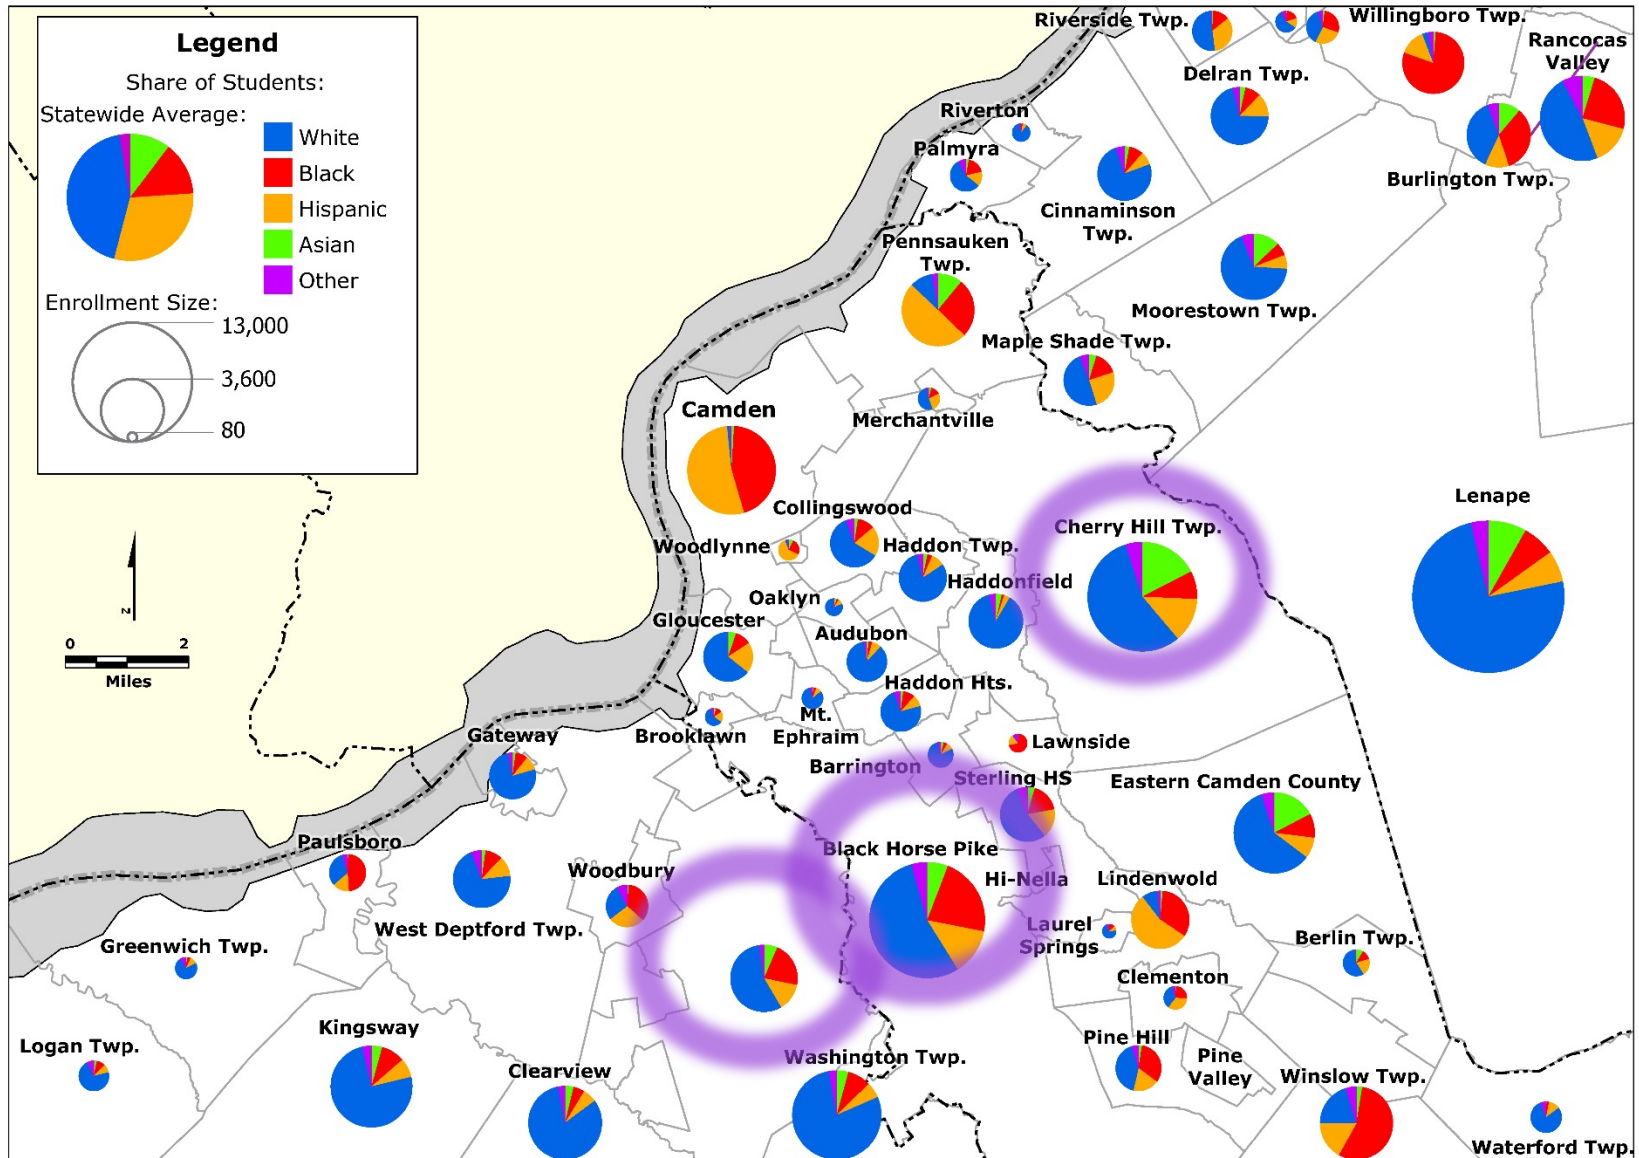 Legend
Share of Students:
Statewide Average:
White
Black
Hispanic
Asian
Other
Enrollment Size:
13,000
3,600
80
N
0 2
Miles
Riverside Twp.
Willingboro Twp.
Rancocas
Valley
Delran Twp.
Riverton
Palmyra
Burlington Twp.
Cinnaminson
Twp.
Pennsauken
Twp.
Moorestown Twp.
Maple Shade Twp.
Merchantville
Camden
Lenape
Collingswood
Cherry Hill Twp.
Woodlynne
Haddon Twp.
Haddonfield
Oaklyn
Gloucester
Audubon
Haddon Hts.
Mt.
Ephraim
Brooklawn
Gateway
Lawnside
Barrington
Sterling HS
Eastern Camden County
Paulsboro
Black Horse Pike
Woodbury
Hi-Nella
Lindenwold
West Deptford Twp.
Laurel
Springs
Greenwich Twp.
Berlin Twp.
Clementon
Kingsway
Logan Twp.
Pine Hill
Pine
Valley
Clearview
Washington Twp.
Winslow Twp.
Waterford Twp.